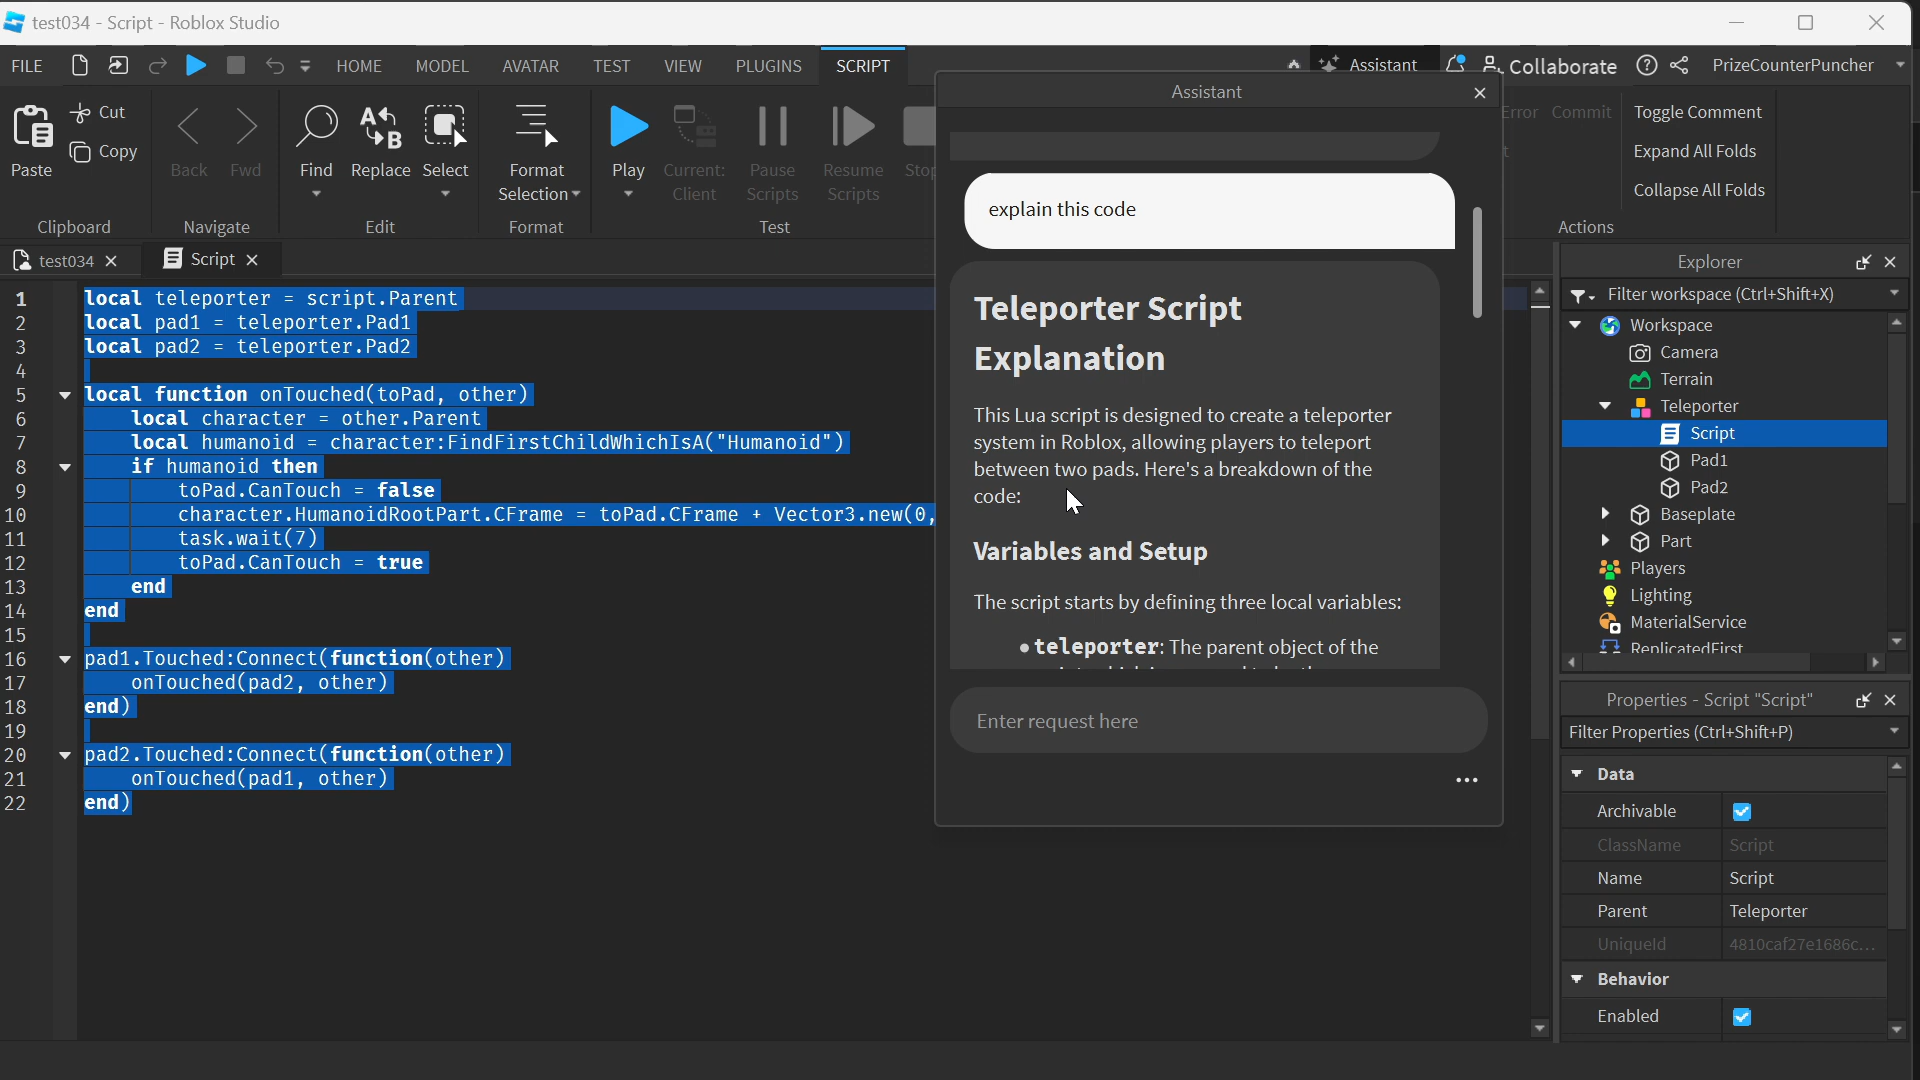 test034 - Script - Roblox Studio
FILE HOME MODEL AVATAR TEST VIEW PLUGINS SCRIPT Assistant Collaborate PrizeCounterPuncher
Paste
Cut
Copy
Clipboard
Back Fwd
Navigate
Find Replace Select
Edit
Format
Selection
Format
Play
Current:
Client
Pause
Scripts
Resume
Scripts
Test
Error Commit
Toggle Comment
Expand All Folds
Collapse All Folds
Actions
test034 Script
1 local teleporter = script.Parent
2 local pad1 = teleporter.Pad1
3 local pad2 = teleporter.Pad2
4
5 local function onTouched(toPad, other)
6 local character = other.Parent
7 local humanoid = character:FindFirstChildWhichIsA("Humanoid")
8 if humanoid then
9 toPad.CanTouch = false
10 character.HumanoidRootPart.CFrame = toPad.CFrame + Vector3.new(0,
11 task.wait(7)
12 toPad.CanTouch = true
13 end
14 end
15
16 pad1.Touched:Connect(function(other)
17 onTouched(pad2, other)
18 end)
19
20 pad2.Touched:Connect(function(other)
21 onTouched(pad1, other)
22 end)
Assistant
explain this code
Teleporter Script
Explanation
This Lua script is designed to create a teleporter
system in Roblox, allowing players to teleport
between two pads. Here's a breakdown of the
code:
Variables and Setup
The script starts by defining three local variables:
• teleporter: The parent object of the
Enter request here
Explorer
Filter workspace (Ctrl+Shift+X)
Workspace
Camera
Terrain
Teleporter
Script
Pad1
Pad2
Baseplate
Part
Players
Lighting
MaterialService
ReplicatedFirst
Properties - Script "Script"
Filter Properties (Ctrl+Shift+P)
Data
Archivable
ClassName Script
Name Script
Parent Teleporter
UniqueId 4810caf27e1686c...
Behavior
Enabled